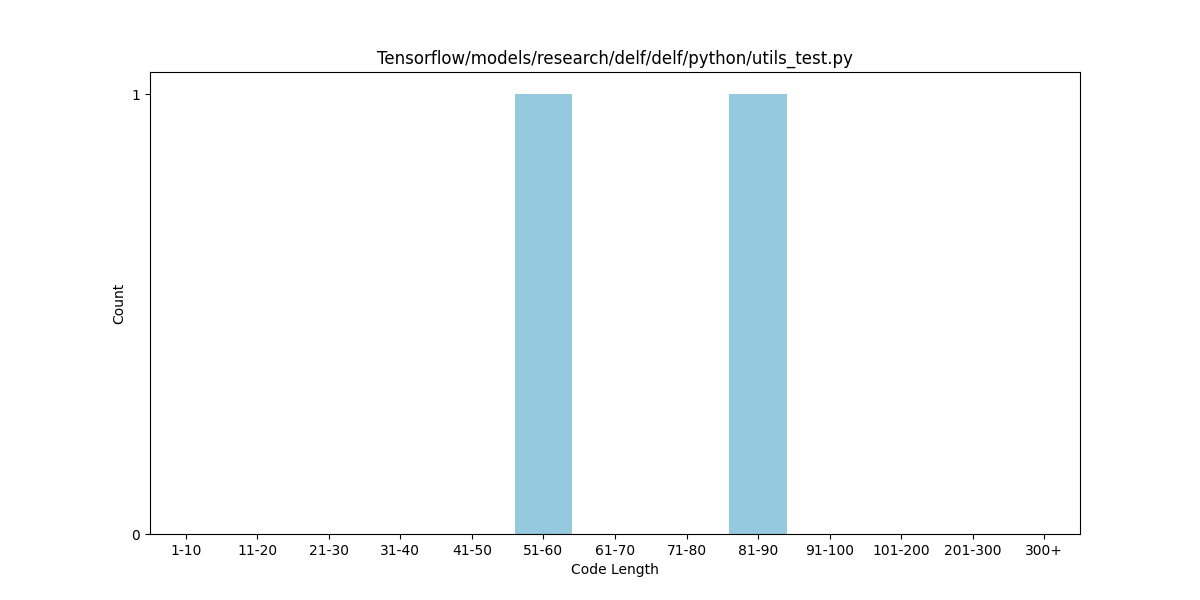 Tensorflow/models/research/delf/delf/python/utils_test.py
1
0
Count
1-10 11-20 21-30 31-40 41-50 51-60 61-70 71-80 81-90 91-100 101-200 201-300 300+
Code Length